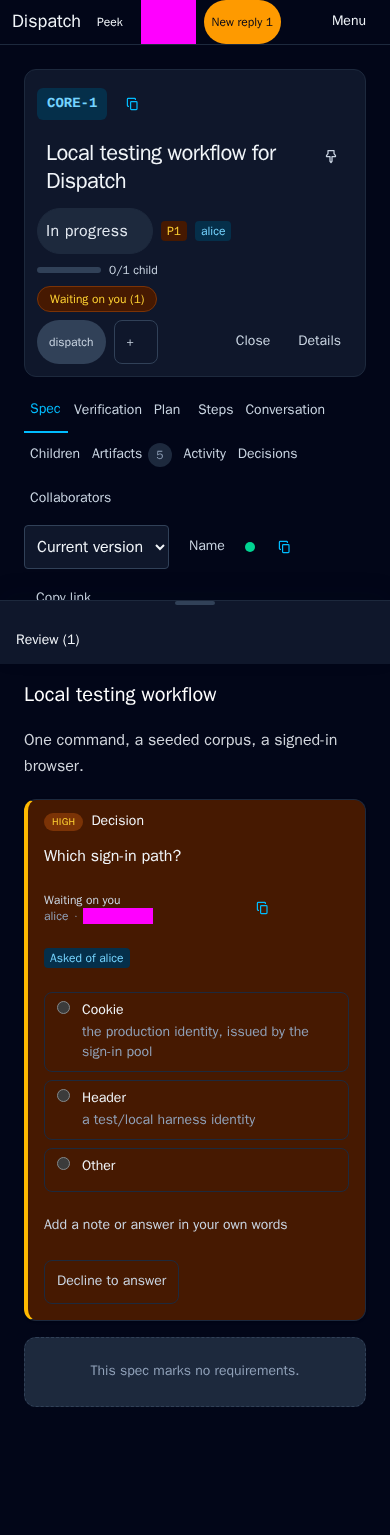 Dispatch Peek New reply 1 Menu
CORE-1
Local testing workflow for
Dispatch
In progress P1 alice
0/1 child
Waiting on you (1)
dispatch + Close Details
Spec Verification Plan Steps Conversation
Children Artifacts 5 Activity Decisions
Collaborators
Current version Name
Copy link
Review (1)
Local testing workflow
One command, a seeded corpus, a signed-in
browser.
HIGH Decision
Which sign-in path?
Waiting on you
alice ·
Asked of alice
Cookie
the production identity, issued by the
sign-in pool
Header
a test/local harness identity
Other
Add a note or answer in your own words
Decline to answer
This spec marks no requirements.